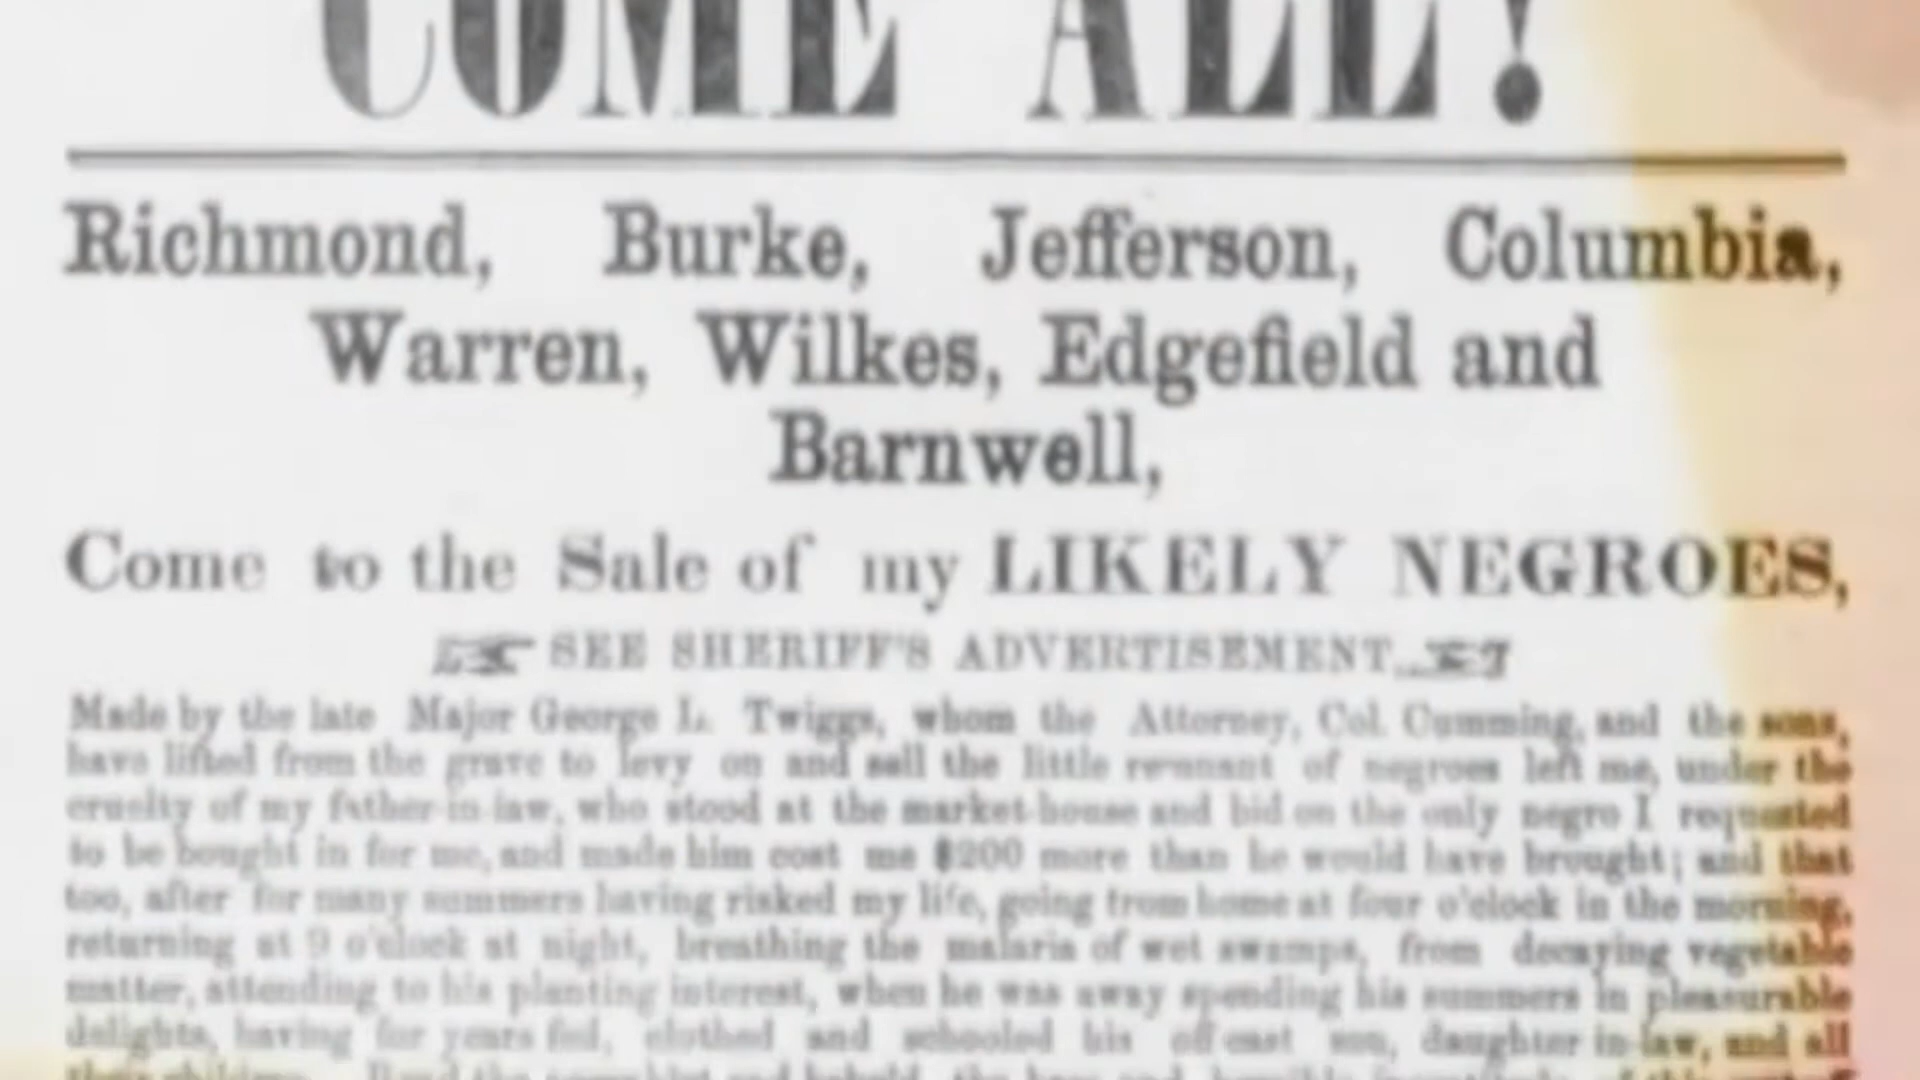 COME ALL!
Richmond, Burke, Jefferson, Columbia,
Warren, Wilkes, Edgefield and
Barnwell,
Come to the Sale of my LIKELY NEGROES,
SEE SHERIFF'S ADVERTISEMENT.
Made by the late Major George L. Twiggs, whom the Attorney, Col. Cumming, and the sons,
have lifted from the grave to levy on and sell the little remnant of negroes left me, under the
cruelty of my father-in-law, who stood at the market-house and bid on the only negro I requested
to be bought in for me, and made him cost me $200 more than he would have brought; and that
too, after for many summers having risked my life, going from home at four o'clock in the morning,
returning at 9 o'clock at night, breathing the malaria of wet swamps, from decaying vegetable
matter, attending to his planting interest, when he was away spending his summers in pleasurable
delights, having for years fed, clothed and schooled his off-cast son, daughter-in-law, and all
their children. Read the pamphlet and behold the